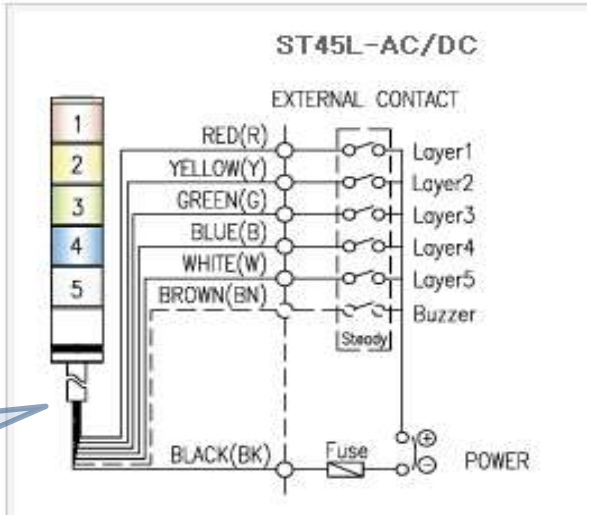 ST45L-AC/DC
EXTERNAL CONTACT
1
2
3
4
5
RED(R)
YELLOW(Y)
GREEN(G)
BLUE(B)
WHITE(W)
BROWN(BN)
Layer1
Layer2
Layer3
Layer4
Layer5
Buzzer
Steady
BLACK(BK)
Fuse
+
−
POWER